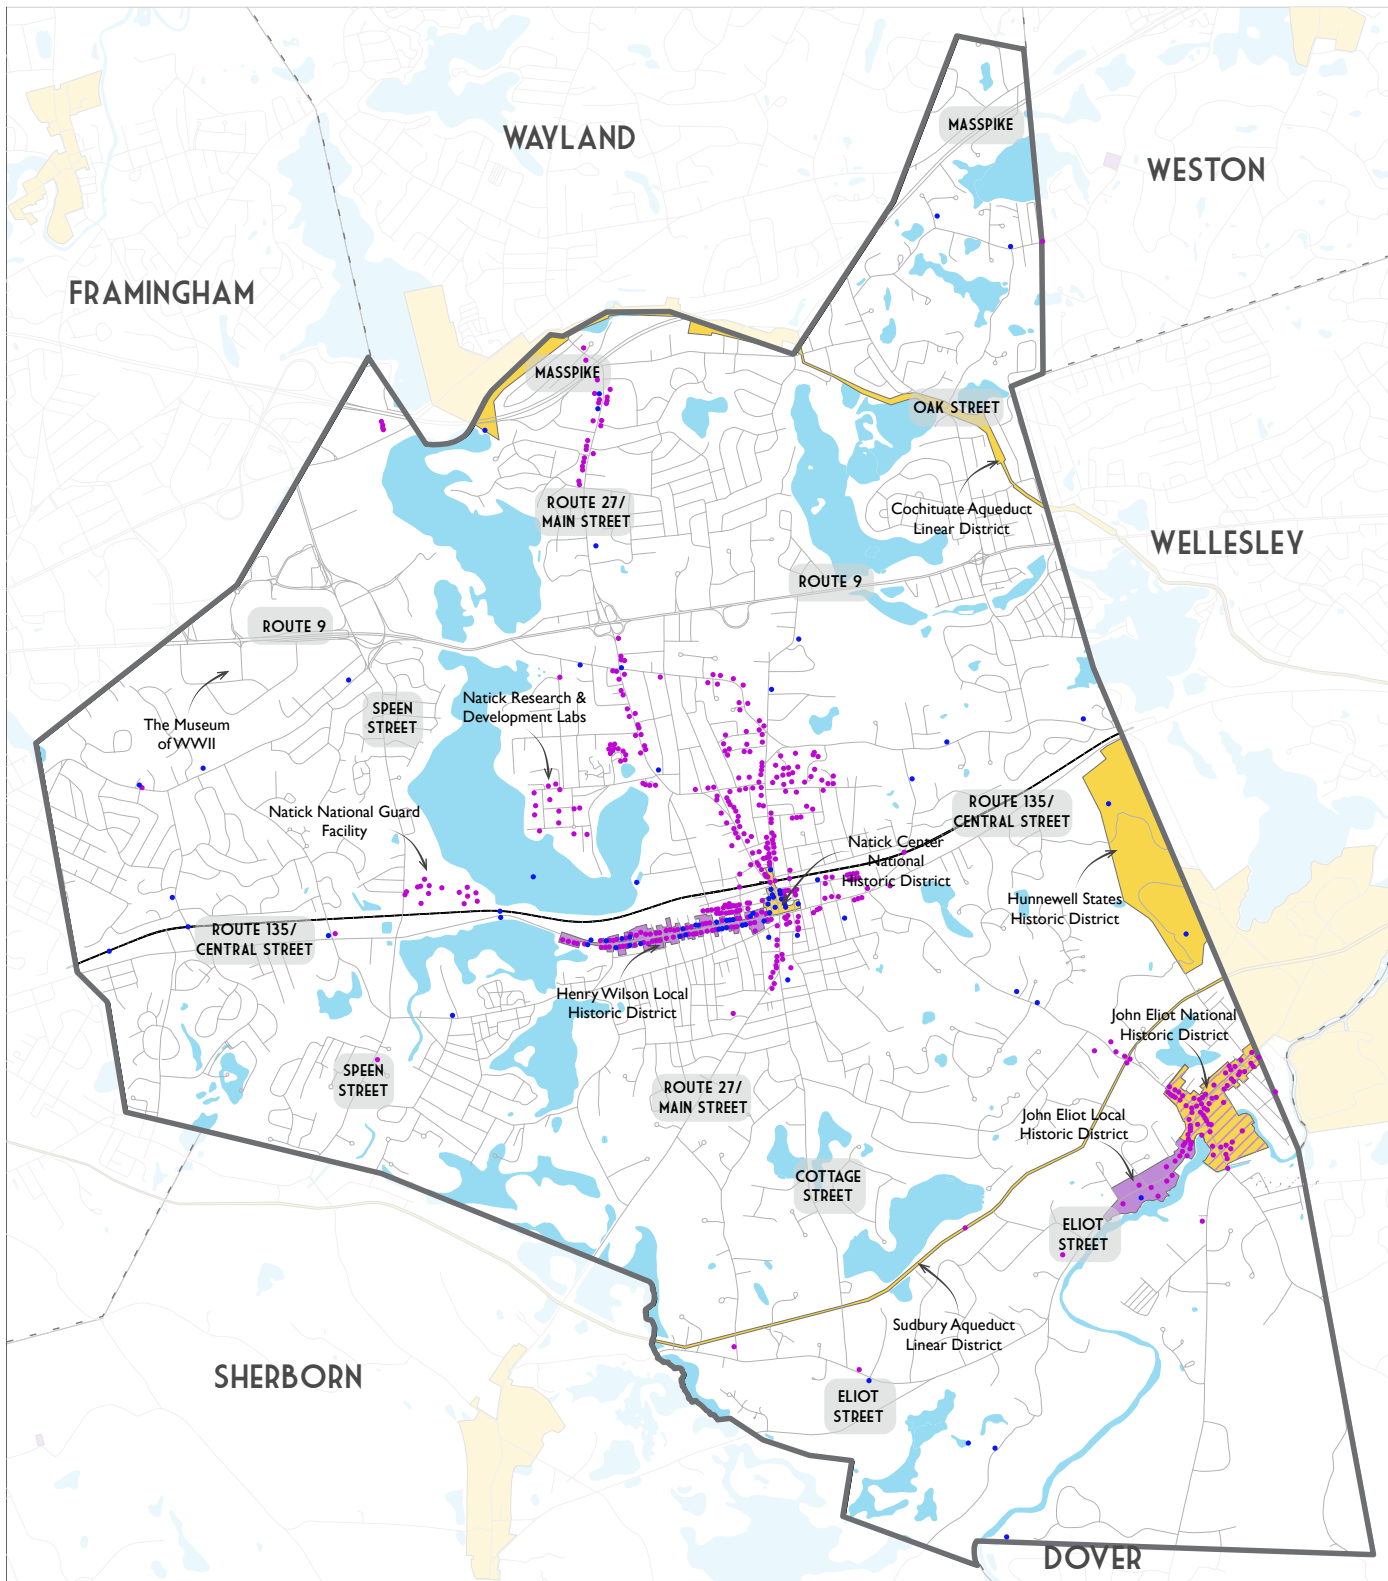 MASSPIKE
WAYLAND
WESTON
FRAMINGHAM
MASSPIKE
OAK STREET
ROUTE 27/
MAIN STREET
Cochituate Aqueduct
Linear District
WELLESLEY
ROUTE 9
ROUTE 9
SPEEN
STREET
Natick Research &
Development Labs
The Museum
of WWII
Natick National Guard
Facility
ROUTE 135/
CENTRAL STREET
Natick Center
National
Historic District
Hunnewell States
Historic District
ROUTE 135/
CENTRAL STREET
Henry Wilson Local
Historic District
John Eliot National
Historic District
SPEEN
STREET
ROUTE 27/
MAIN STREET
John Eliot Local
Historic District
COTTAGE
STREET
ELIOT
STREET
Sudbury Aqueduct
Linear District
SHERBORN
ELIOT
STREET
DOVER